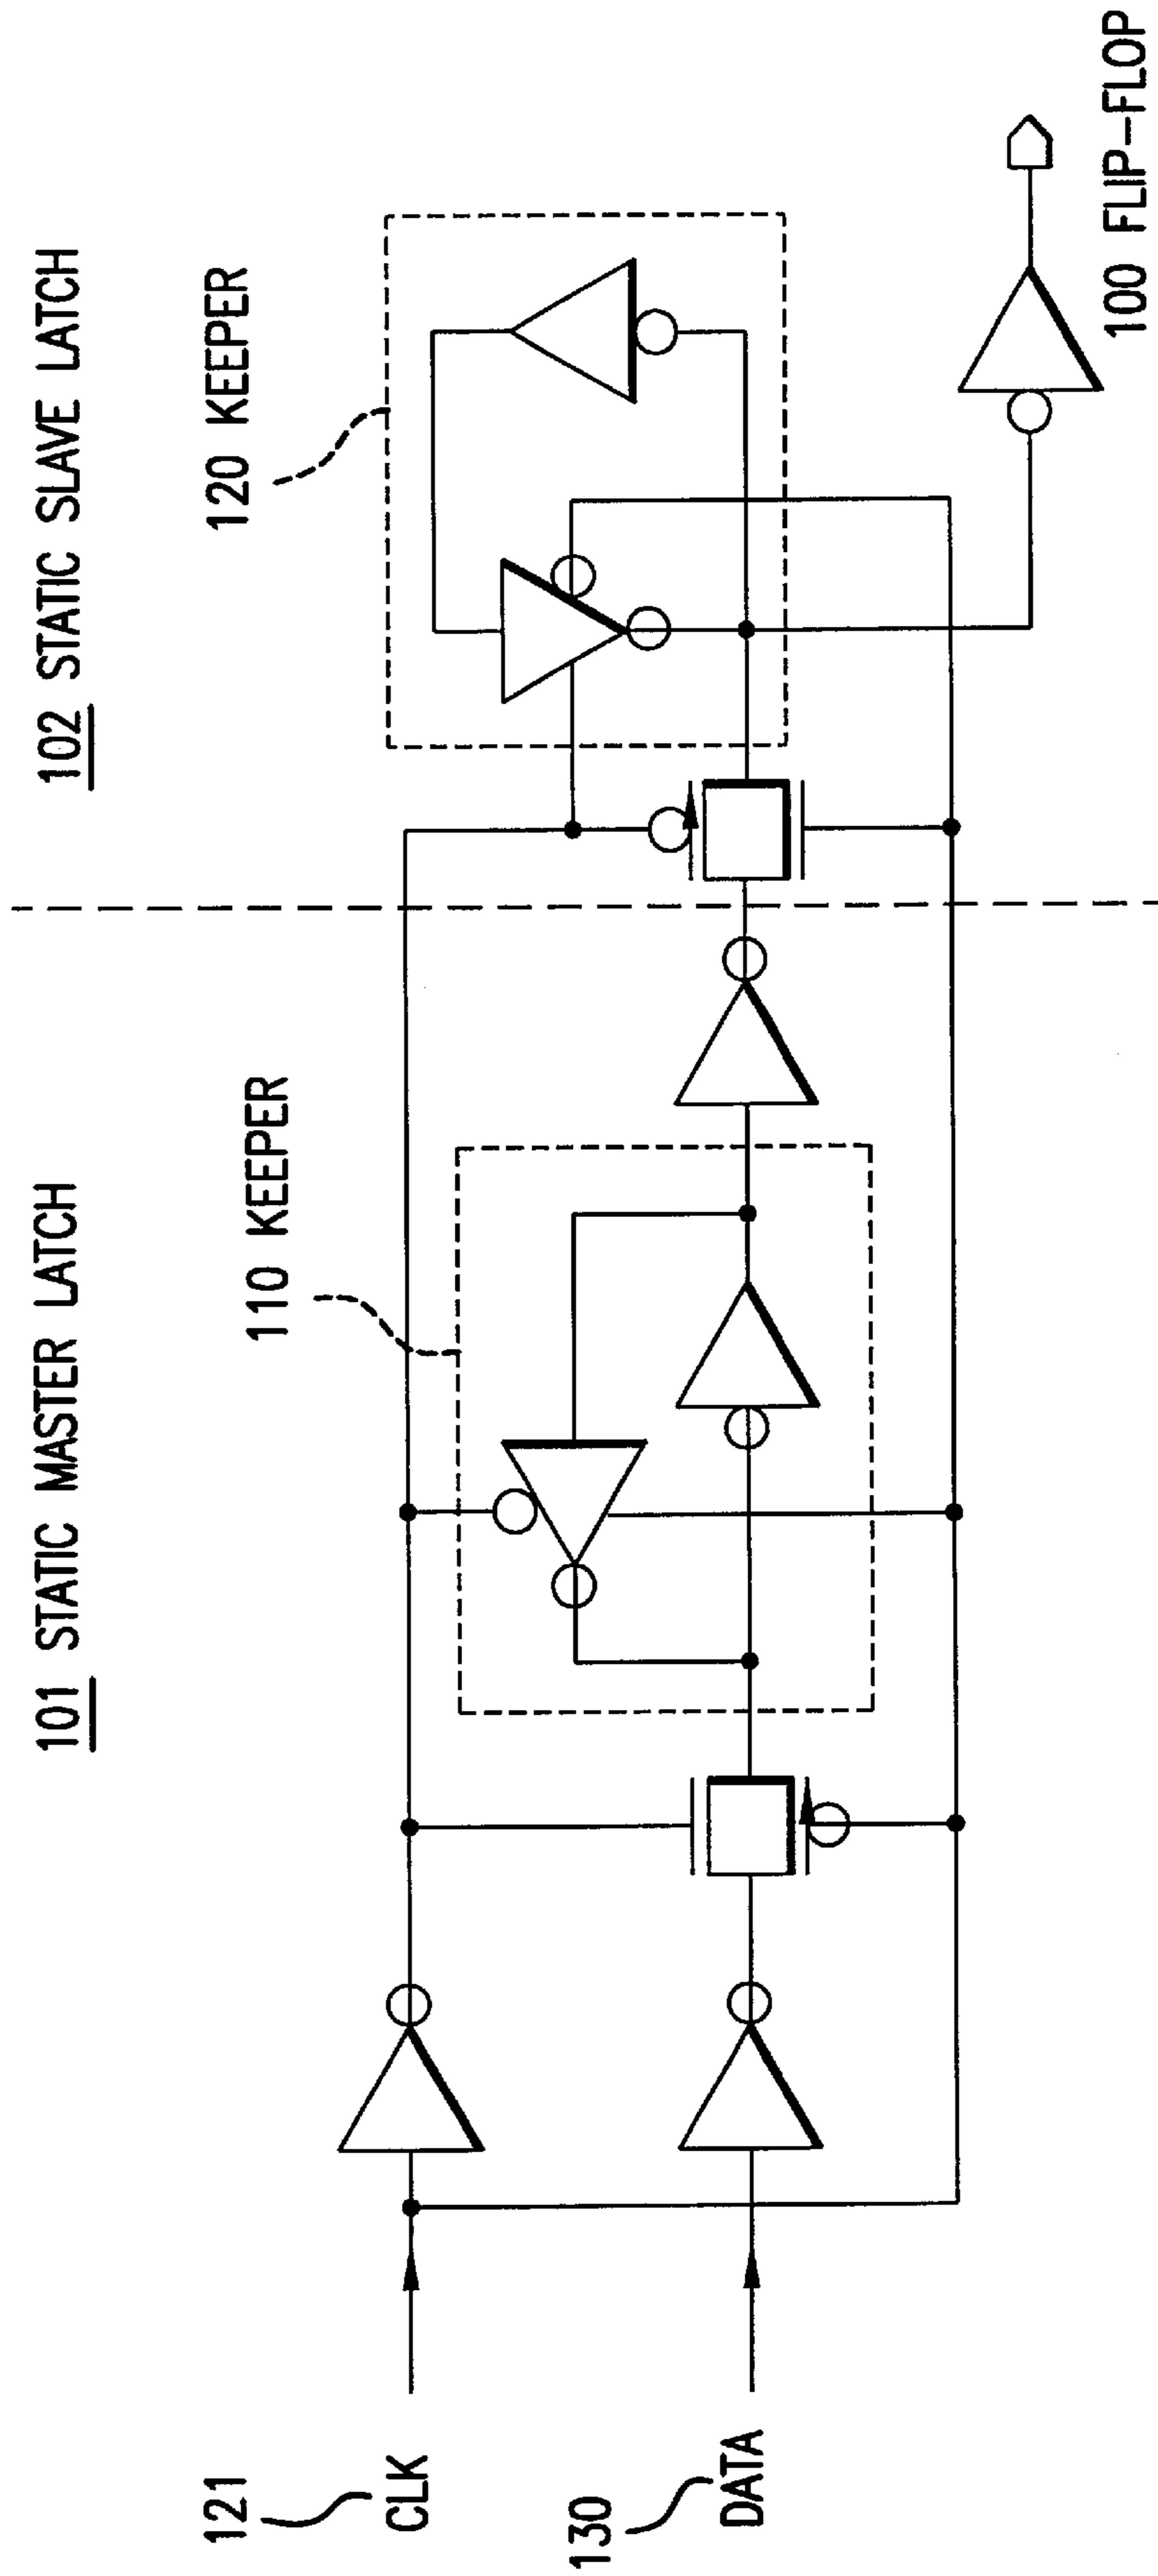 101 STATIC MASTER LATCH
102 STATIC SLAVE LATCH
110 KEEPER
120 KEEPER
121
CLK
130
DATA
100 FLIP-FLOP